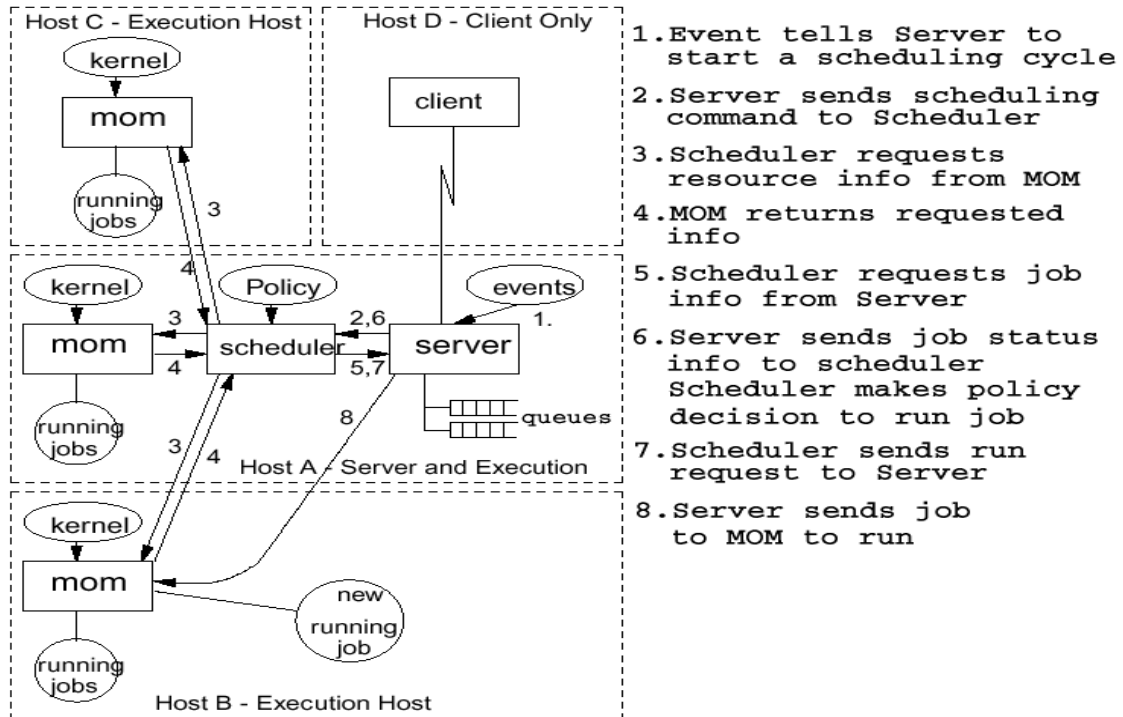 Host C - Execution Host
kernel
mom
running
jobs
3
4
Host D - Client Only
client
kernel
mom
running
jobs
3
4
Policy
scheduler
2,6
5,7
events
1.
server
queues
8
3
4
Host A - Server and Execution
kernel
mom
running
jobs
new
running
job
Host B - Execution Host
1.Event tells Server to
start a scheduling cycle
2.Server sends scheduling
command to Scheduler
3.Scheduler requests
resource info from MOM
4.MOM returns requested
info
5.Scheduler requests job
info from Server
6.Server sends job status
info to scheduler
Scheduler makes policy
decision to run job
7.Scheduler sends run
request to Server
8.Server sends job
to MOM to run